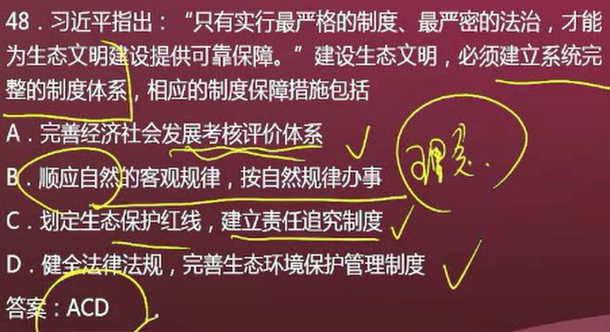 48．习近平指出：“只有实行最严格的制度、最严密的法治，才能
为生态文明建设提供可靠保障。”建设生态文明，必须建立系统完
整的制度体系，相应的制度保障措施包括
A．完善经济社会发展考核评价体系
B．顺应自然的客观规律，按自然规律办事
C．划定生态保护红线，建立责任追究制度
D．健全法律法规，完善生态环境保护管理制度
答案：ACD